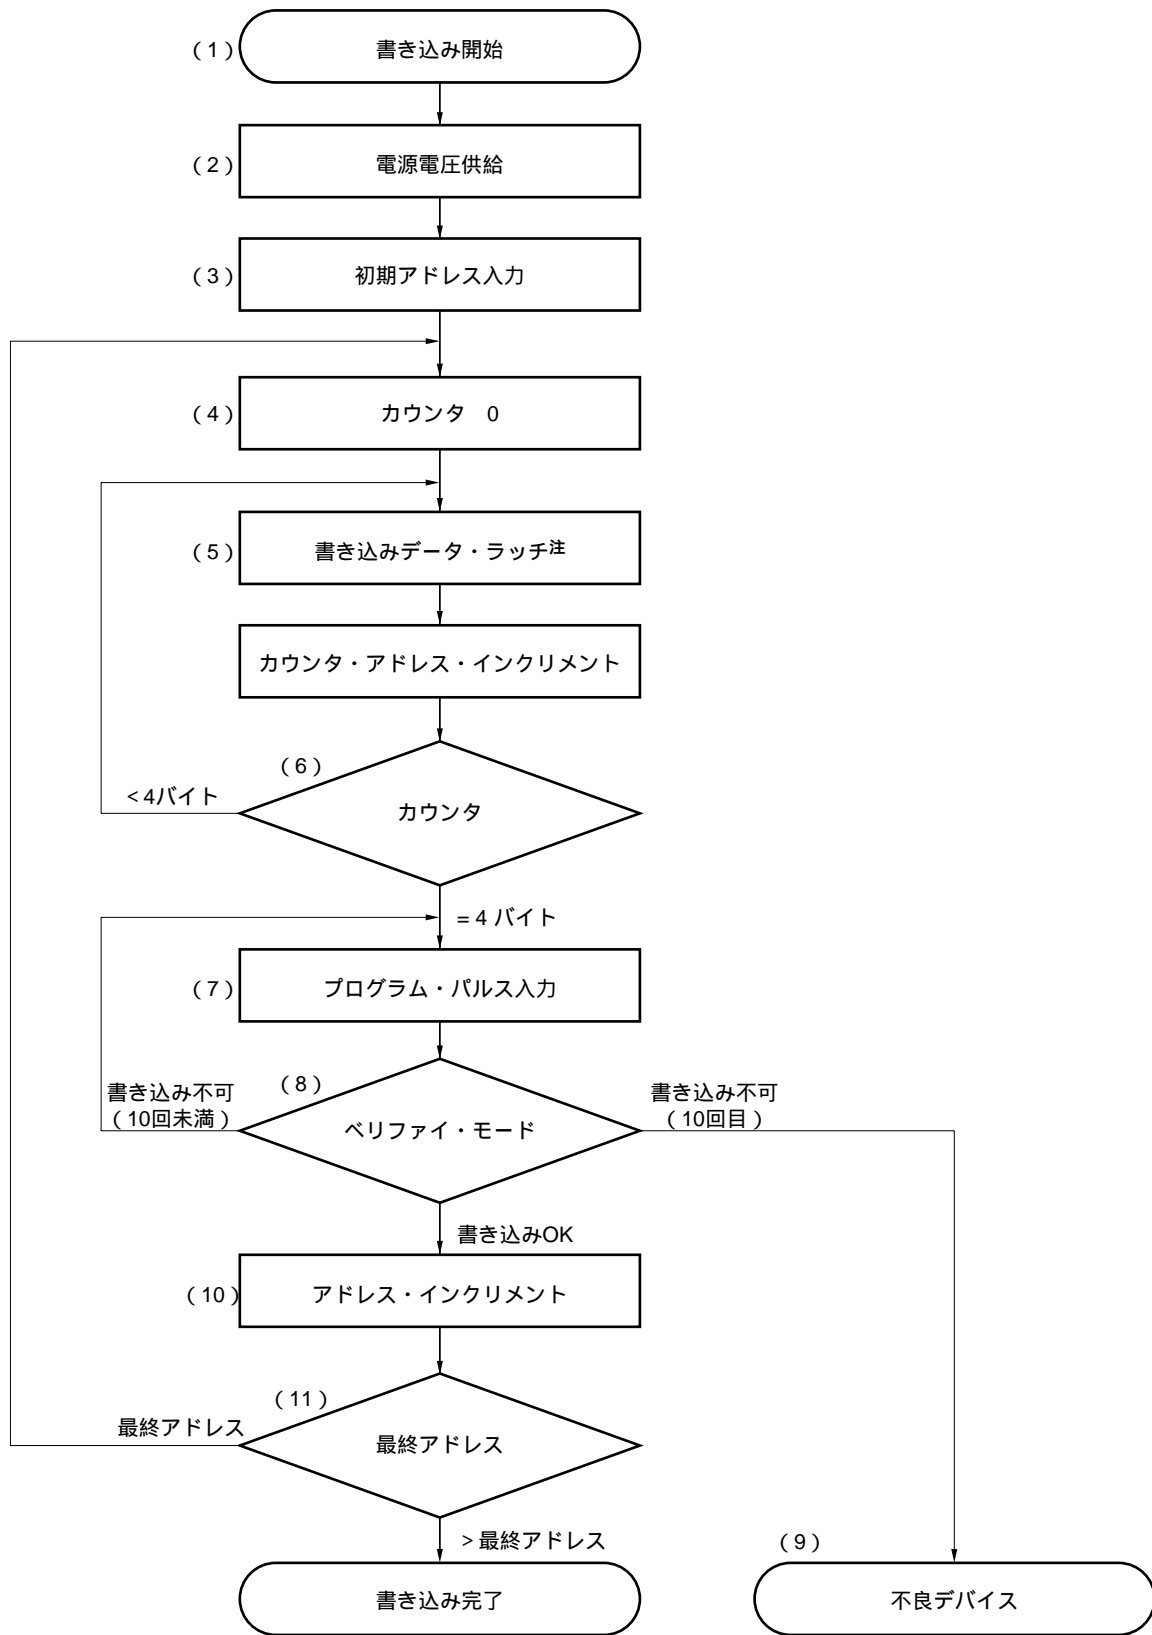 (1)
書き込み開始
(2)
電源電圧供給
(3)
初期アドレス入力
(4)
カウンタ 0
(5)
書き込みデータ・ラッチ注
カウンタ・アドレス・インクリメント
(6)
<4バイト
カウンタ
=4 バイト
(7)
プログラム・パルス入力
書き込み不可
(10回未満)
(8)
ベリファイ・モード
書き込み不可
(10回目)
書き込みOK
(10)
アドレス・インクリメント
(11)
最終アドレス
最終アドレス
>最終アドレス
(9)
書き込み完了
不良デバイス